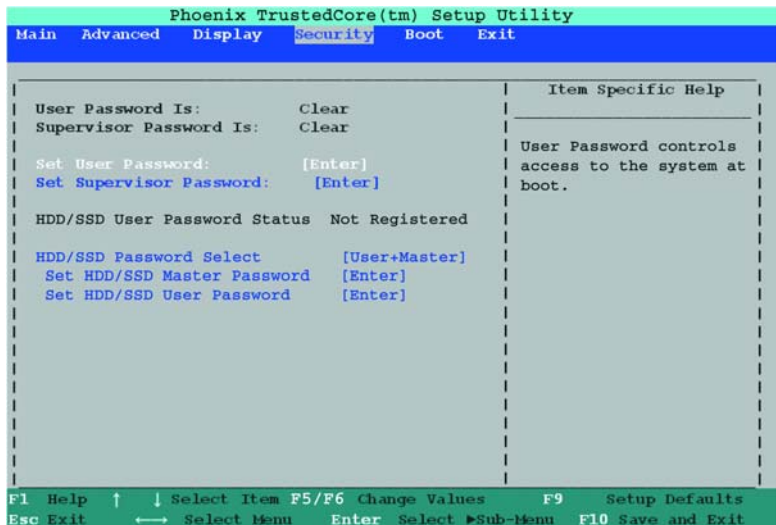 Phoenix TrustedCore(tm) Setup Utility
Main Advanced Display Security Boot Exit
Item Specific Help
User Password Is: Clear
Supervisor Password Is: Clear
User Password controls
access to the system at
boot.
Set User Password: [Enter]
Set Supervisor Password: [Enter]
HDD/SSD User Password Status Not Registered
HDD/SSD Password Select [User+Master]
Set HDD/SSD Master Password [Enter]
Set HDD/SSD User Password [Enter]
F1 Help ↑ ↓ Select Item F5/F6 Change Values F9 Setup Defaults
Esc Exit ←→ Select Menu Enter Select ►Sub-Menu F10 Save and Exit